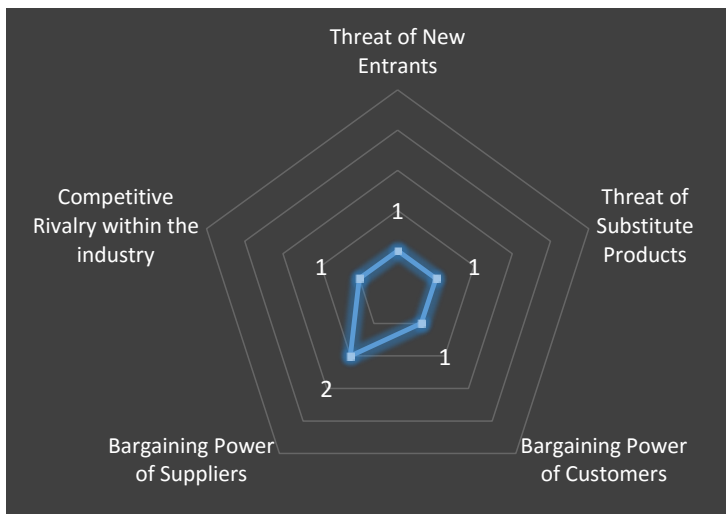 Threat of New
Entrants
1
Competitive
Rivalry within the
industry
1
1
Threat of
Substitute
Products
1
2
Bargaining Power
of Suppliers
Bargaining Power
of Customers